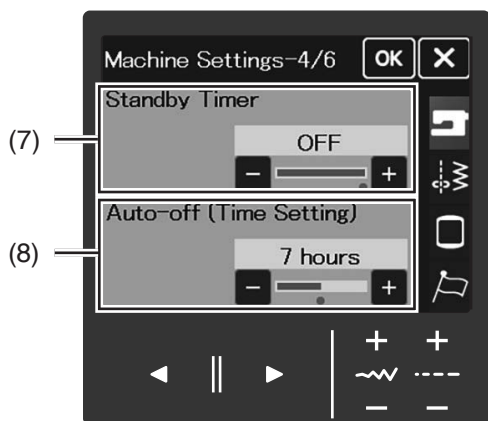 Machine Settings-4/6 OK X
Standby Timer
(7)
OFF
- +
Auto-off (Time Setting)
(8)
7 hours
- +
+ +
- -